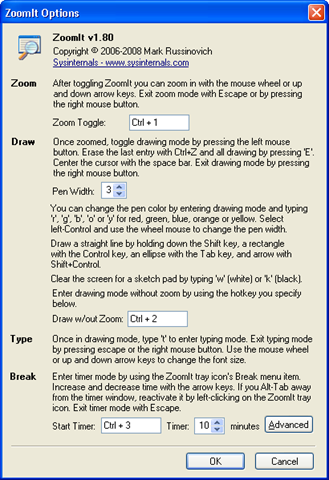 ZoomIt Options
ZoomIt v1.80
Copyright © 2006-2008 Mark Russinovich
Sysinternals - www.sysinternals.com
Zoom
After toggling ZoomIt you can zoom in with the mouse wheel or up
and down arrow keys. Exit zoom mode with Escape or by pressing
the right mouse button.
Zoom Toggle: Ctrl + 1
Draw
Once zoomed, toggle drawing mode by pressing the left mouse
button. Erase the last entry with Ctrl+Z and all drawing by pressing 'E'.
Center the cursor with the space bar. Exit drawing mode by pressing
the right mouse button.
Pen Width: 3
You can change the pen color by entering drawing mode and typing
'r', 'g', 'b', 'o' or 'y' for red, green, blue, orange or yellow. Select
left-Control and use the wheel mouse to change the pen width.
Draw a straight line by holding down the Shift key, a rectangle
with the Control key, an ellipse with the Tab key, and arrow with
Shift+Control.
Clear the screen for a sketch pad by typing 'w' (white) or 'k' (black).
Enter drawing mode without zoom by using the hotkey you specify
below.
Draw w/out Zoom: Ctrl + 2
Type
Once in drawing mode, type 't' to enter typing mode. Exit typing
mode by pressing escape or the right mouse button. Use the mouse wheel
or up and down arrow keys to change the font size.
Break
Enter timer mode by using the ZoomIt tray icon's Break menu item.
Increase and decrease time with the arrow keys. If you Alt-Tab away
from the timer window, reactivate it by left-clicking on the ZoomIt tray
icon. Exit timer mode with Escape.
Start Timer: Ctrl + 3 Timer: 10 minutes Advanced
OK Cancel